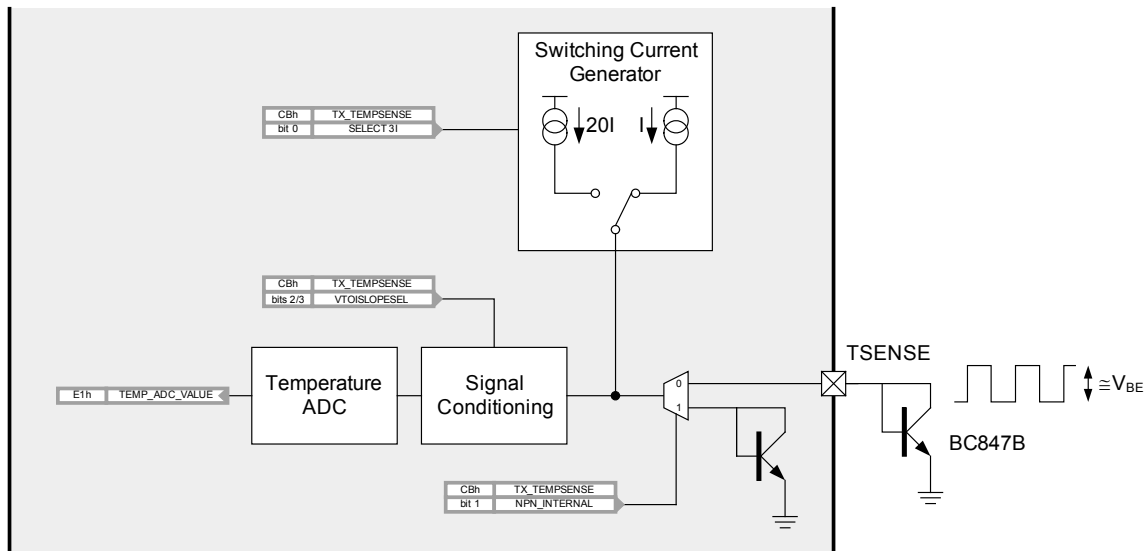 Switching Current
Generator
20I
I
CBh TX_TEMPSENSE
bit 0 SELECT 3I
CBh TX_TEMPSENSE
bits 2/3 VTOISLOPESEL
TSENSE
≅VBE
E1h TEMP_ADC_VALUE
Temperature
ADC
Signal
Conditioning
0
1
BC847B
CBh TX_TEMPSENSE
bit 1 NPN_INTERNAL